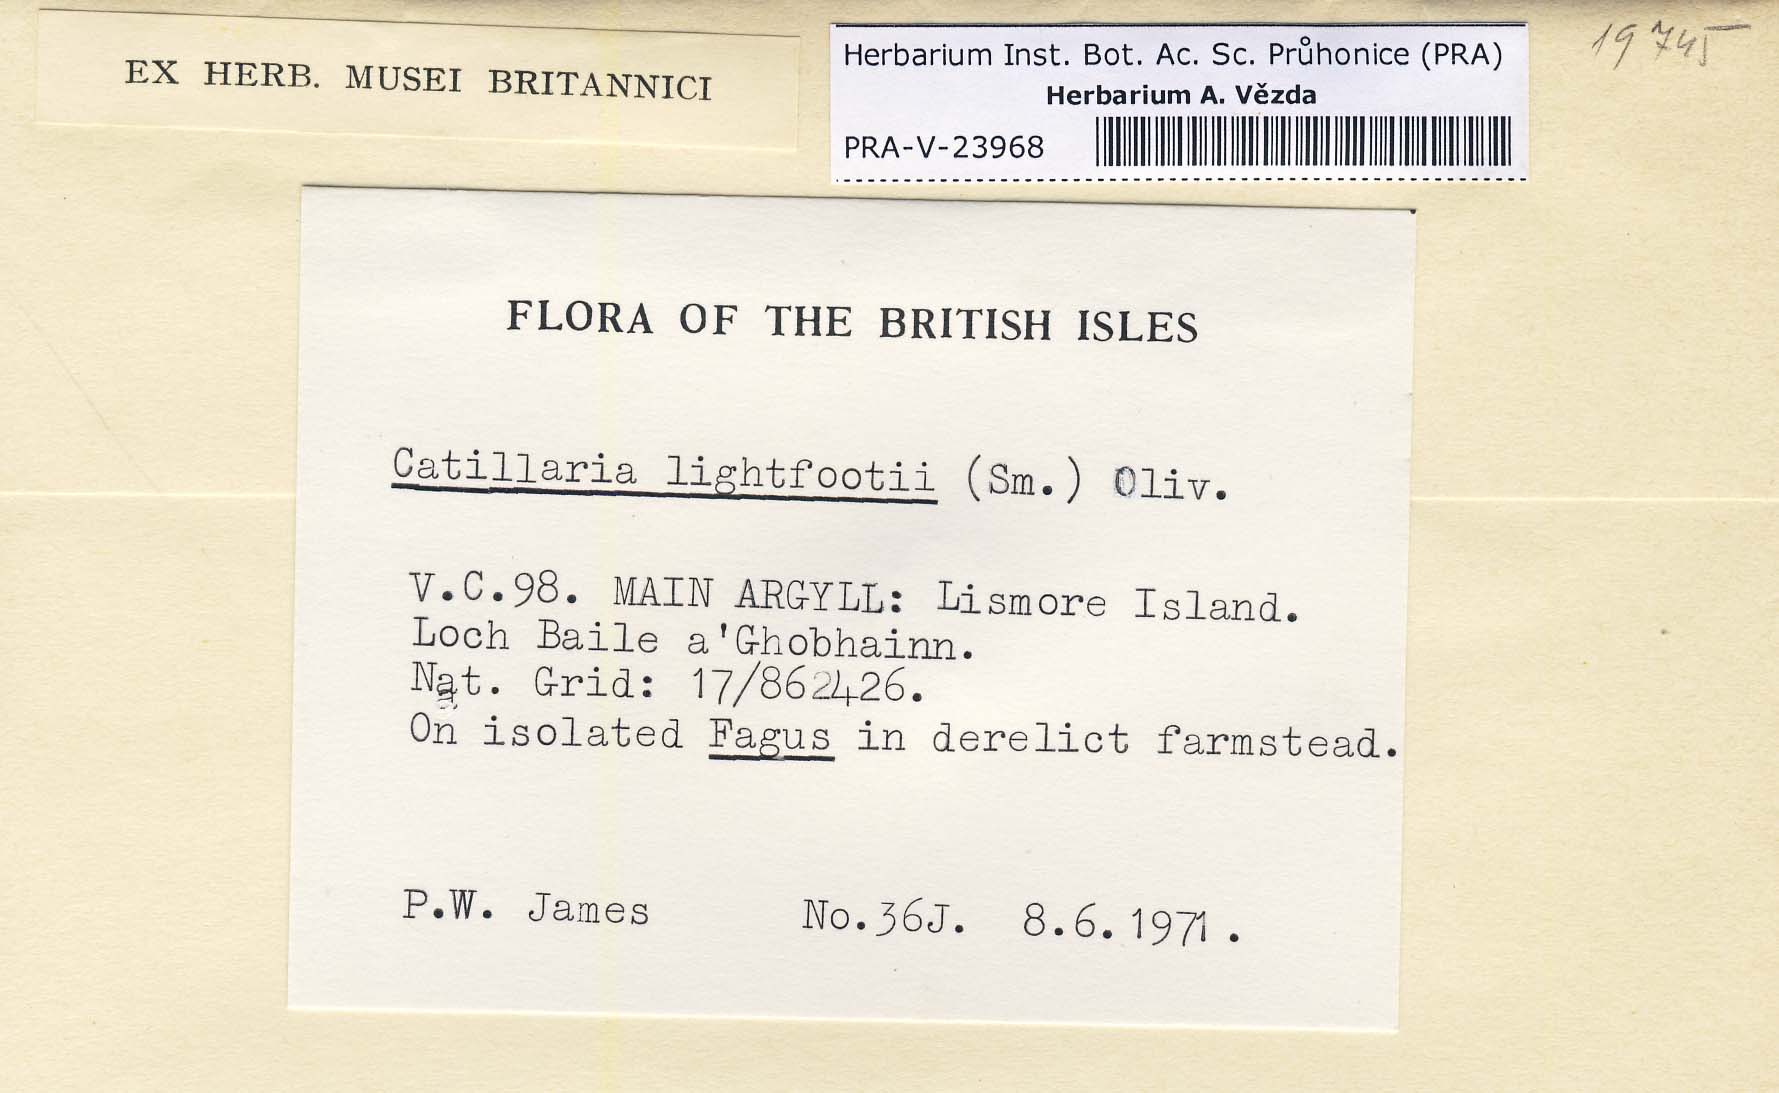 EX HERB. MUSEI BRITANNICI
Herbarium Inst. Bot. Ac. Sc. Průhonice (PRA)
Herbarium A. Vězda
PRA-V-23968
19745
FLORA OF THE BRITISH ISLES
Catillaria lightfootii (Sm.) Oliv.
V.C.98. MAIN ARGYLL: Lismore Island.
Loch Baile a'Ghobhainn.
Nat. Grid: 17/862426.
On isolated Fagus in derelict farmstead.
P.W. James No.36J. 8.6.1971.